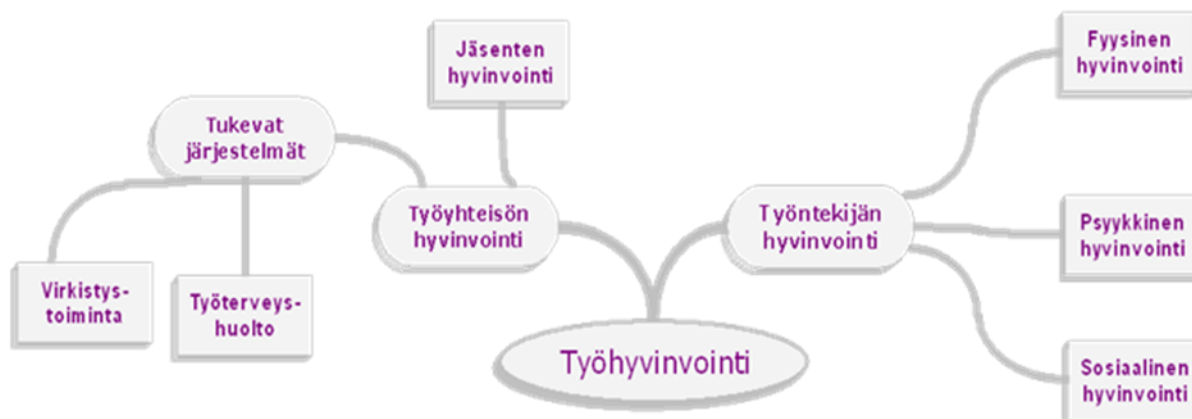 Jäsenten
hyvinvointi
Fyysinen
hyvinvointi
Tukevat
järjestelmät
Työyhteisön
hyvinvointi
Työntekijän
hyvinvointi
Psyykkinen
hyvinvointi
Virkistys-
toiminta
Työterveys-
huolto
Työhyvinvointi
Sosiaalinen
hyvinvointi